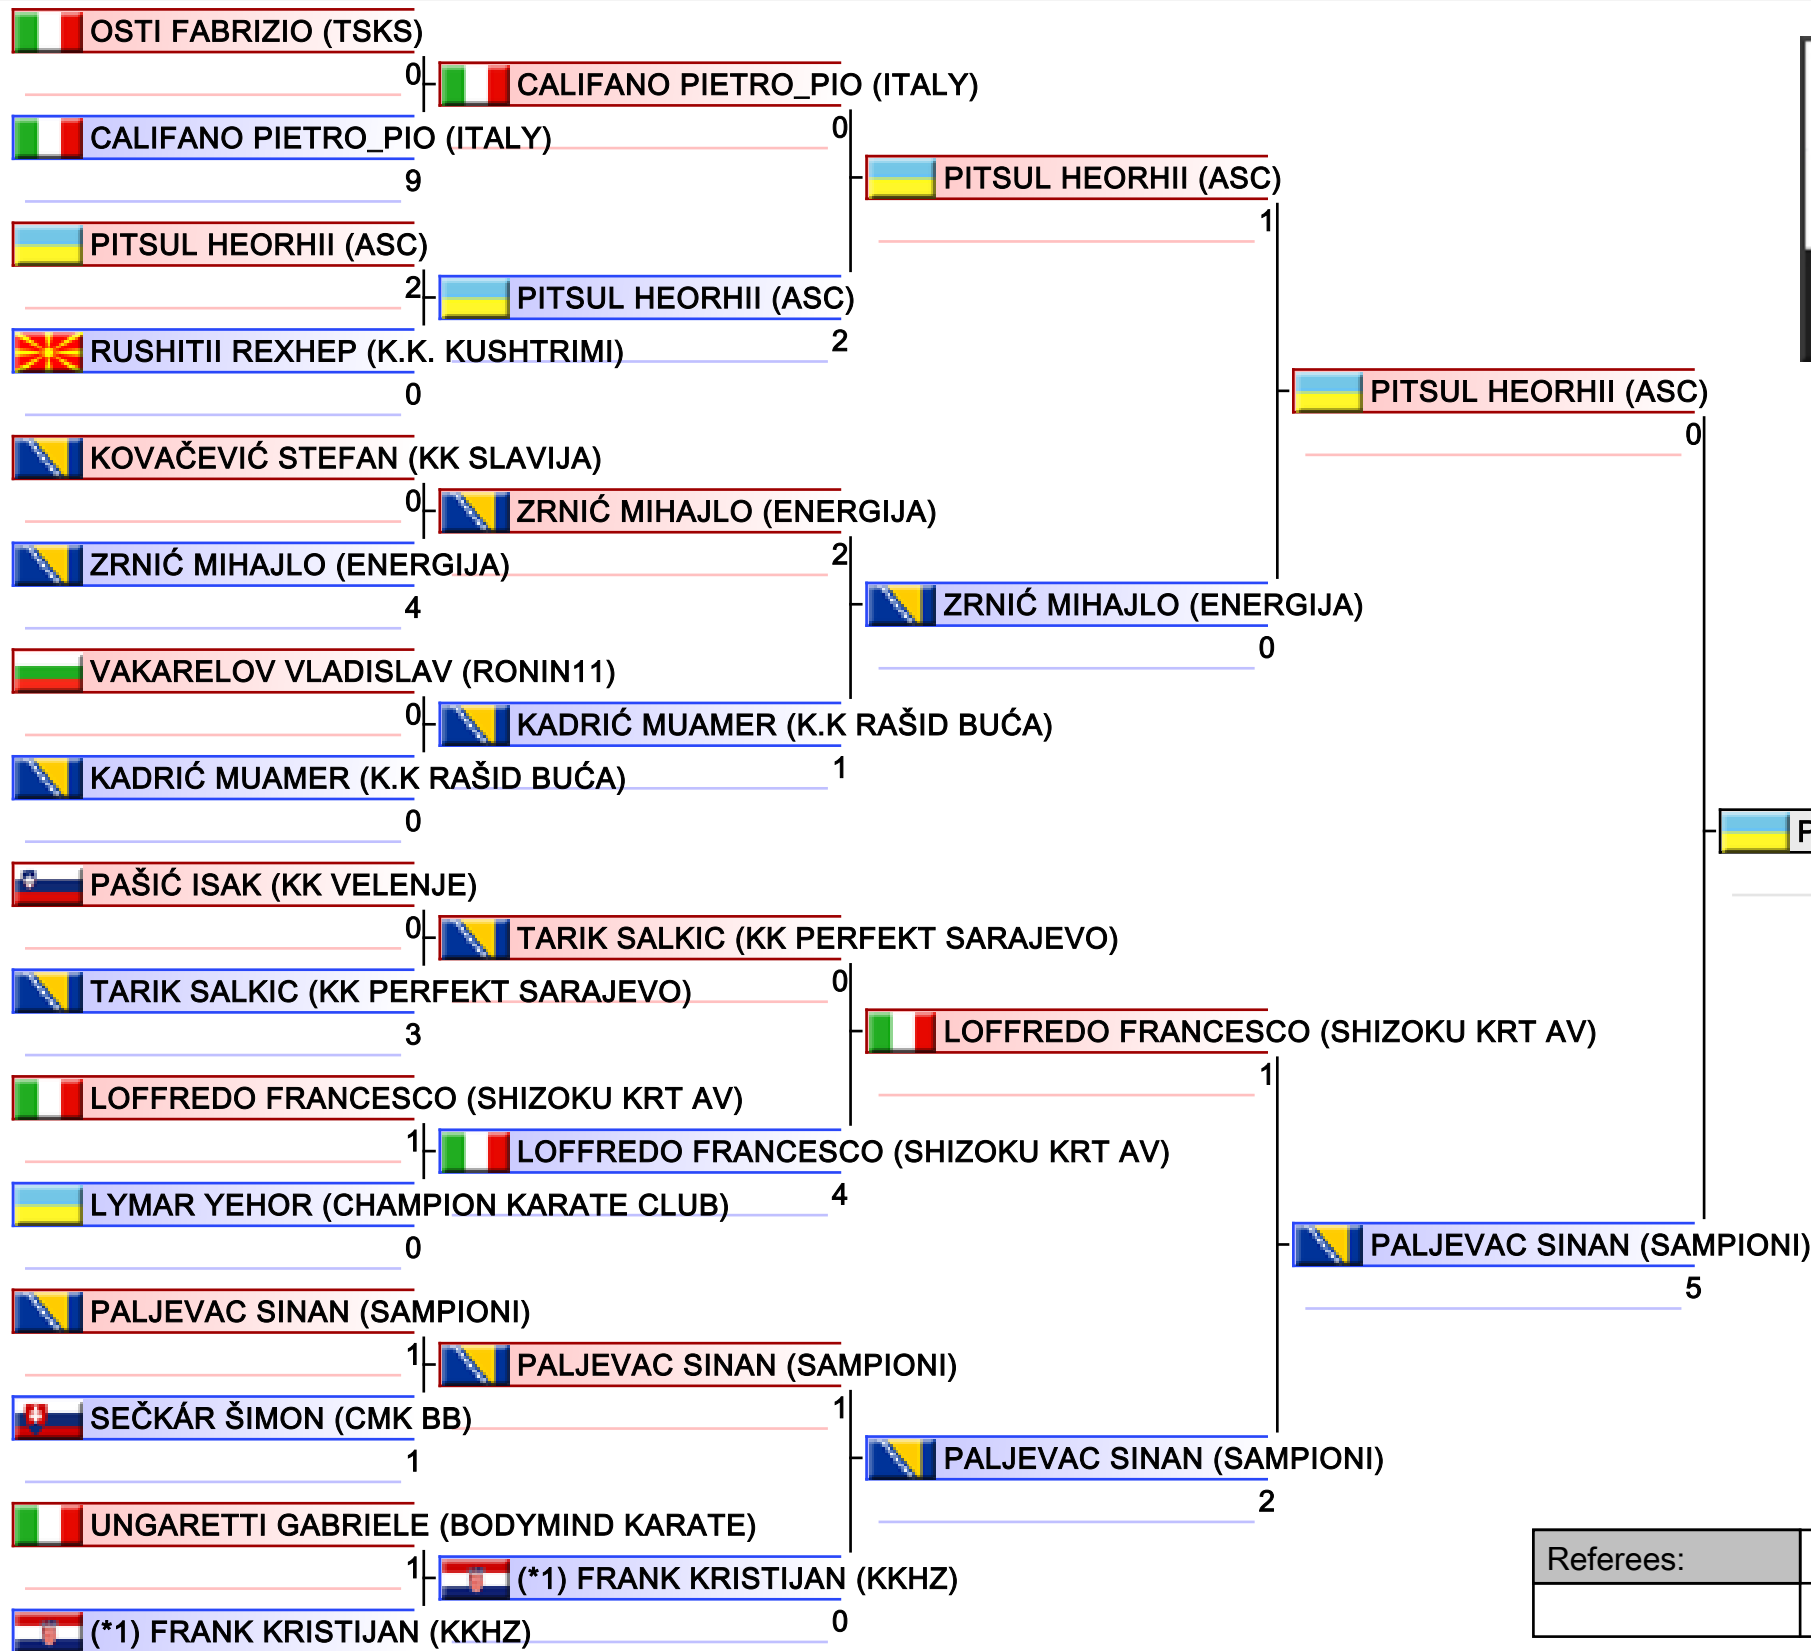 OSTI FABRIZIO (TSKS)
0
CALIFANO PIETRO_PIO (ITALY)
CALIFANO PIETRO_PIO (ITALY)
9
0
PITSUL HEORHII (ASC)
1
PITSUL HEORHII (ASC)
2
PITSUL HEORHII (ASC)
2
RUSHITII REXHEP (K.K. KUSHTRIMI)
0
PITSUL HEORHII (ASC)
0
KOVAČEVIĆ STEFAN (KK SLAVIJA)
0
ZRNIĆ MIHAJLO (ENERGIJA)
2
ZRNIĆ MIHAJLO (ENERGIJA)
4
ZRNIĆ MIHAJLO (ENERGIJA)
0
VAKARELOV VLADISLAV (RONIN11)
0
KADRIĆ MUAMER (K.K RAŠID BUĆA)
1
KADRIĆ MUAMER (K.K RAŠID BUĆA)
0
PAŠIĆ ISAK (KK VELENJE)
0
TARIK SALKIC (KK PERFEKT SARAJEVO)
0
TARIK SALKIC (KK PERFEKT SARAJEVO)
3
LOFFREDO FRANCESCO (SHIZOKU KRT AV)
1
LOFFREDO FRANCESCO (SHIZOKU KRT AV)
1
LOFFREDO FRANCESCO (SHIZOKU KRT AV)
4
LYMAR YEHOR (CHAMPION KARATE CLUB)
0
PALJEVAC SINAN (SAMPIONI)
5
PALJEVAC SINAN (SAMPIONI)
1
PALJEVAC SINAN (SAMPIONI)
1
SEČKÁR ŠIMON (CMK BB)
1
PALJEVAC SINAN (SAMPIONI)
2
UNGARETTI GABRIELE (BODYMIND KARATE)
1
(*1) FRANK KRISTIJAN (KKHZ)
0
(*1) FRANK KRISTIJAN (KKHZ)
Referees: